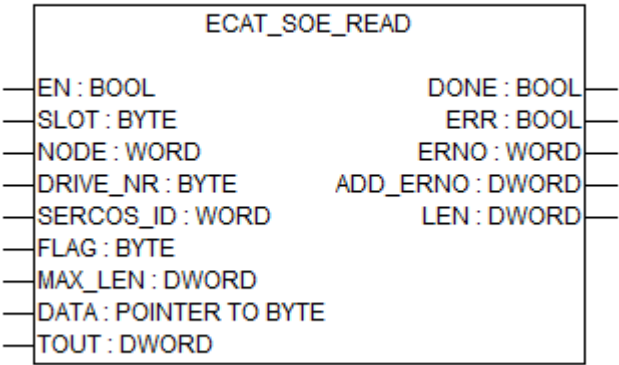 ECAT_SOE_READ
EN : BOOL DONE : BOOL
SLOT : BYTE ERR : BOOL
NODE : WORD ERNO : WORD
DRIVE_NR : BYTE ADD_ERNO : DWORD
SERCOS_ID : WORD LEN : DWORD
FLAG : BYTE
MAX_LEN : DWORD
DATA : POINTER TO BYTE
TOUT : DWORD